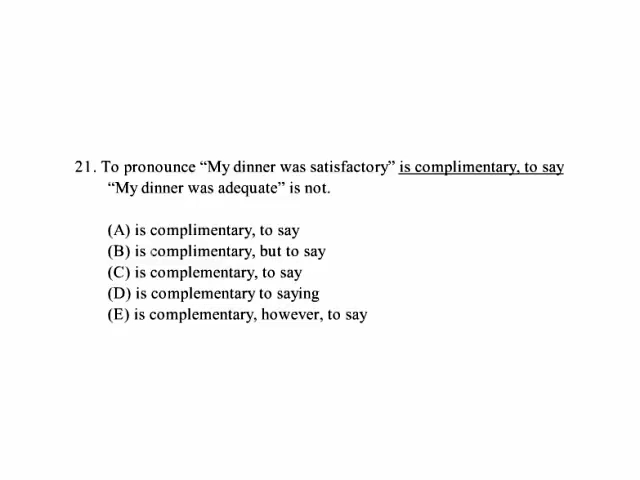 21. To pronounce “My dinner was satisfactory” is complimentary, to say
“My dinner was adequate” is not.
(A) is complimentary, to say
(B) is complimentary, but to say
(C) is complementary, to say
(D) is complementary to saying
(E) is complementary, however, to say